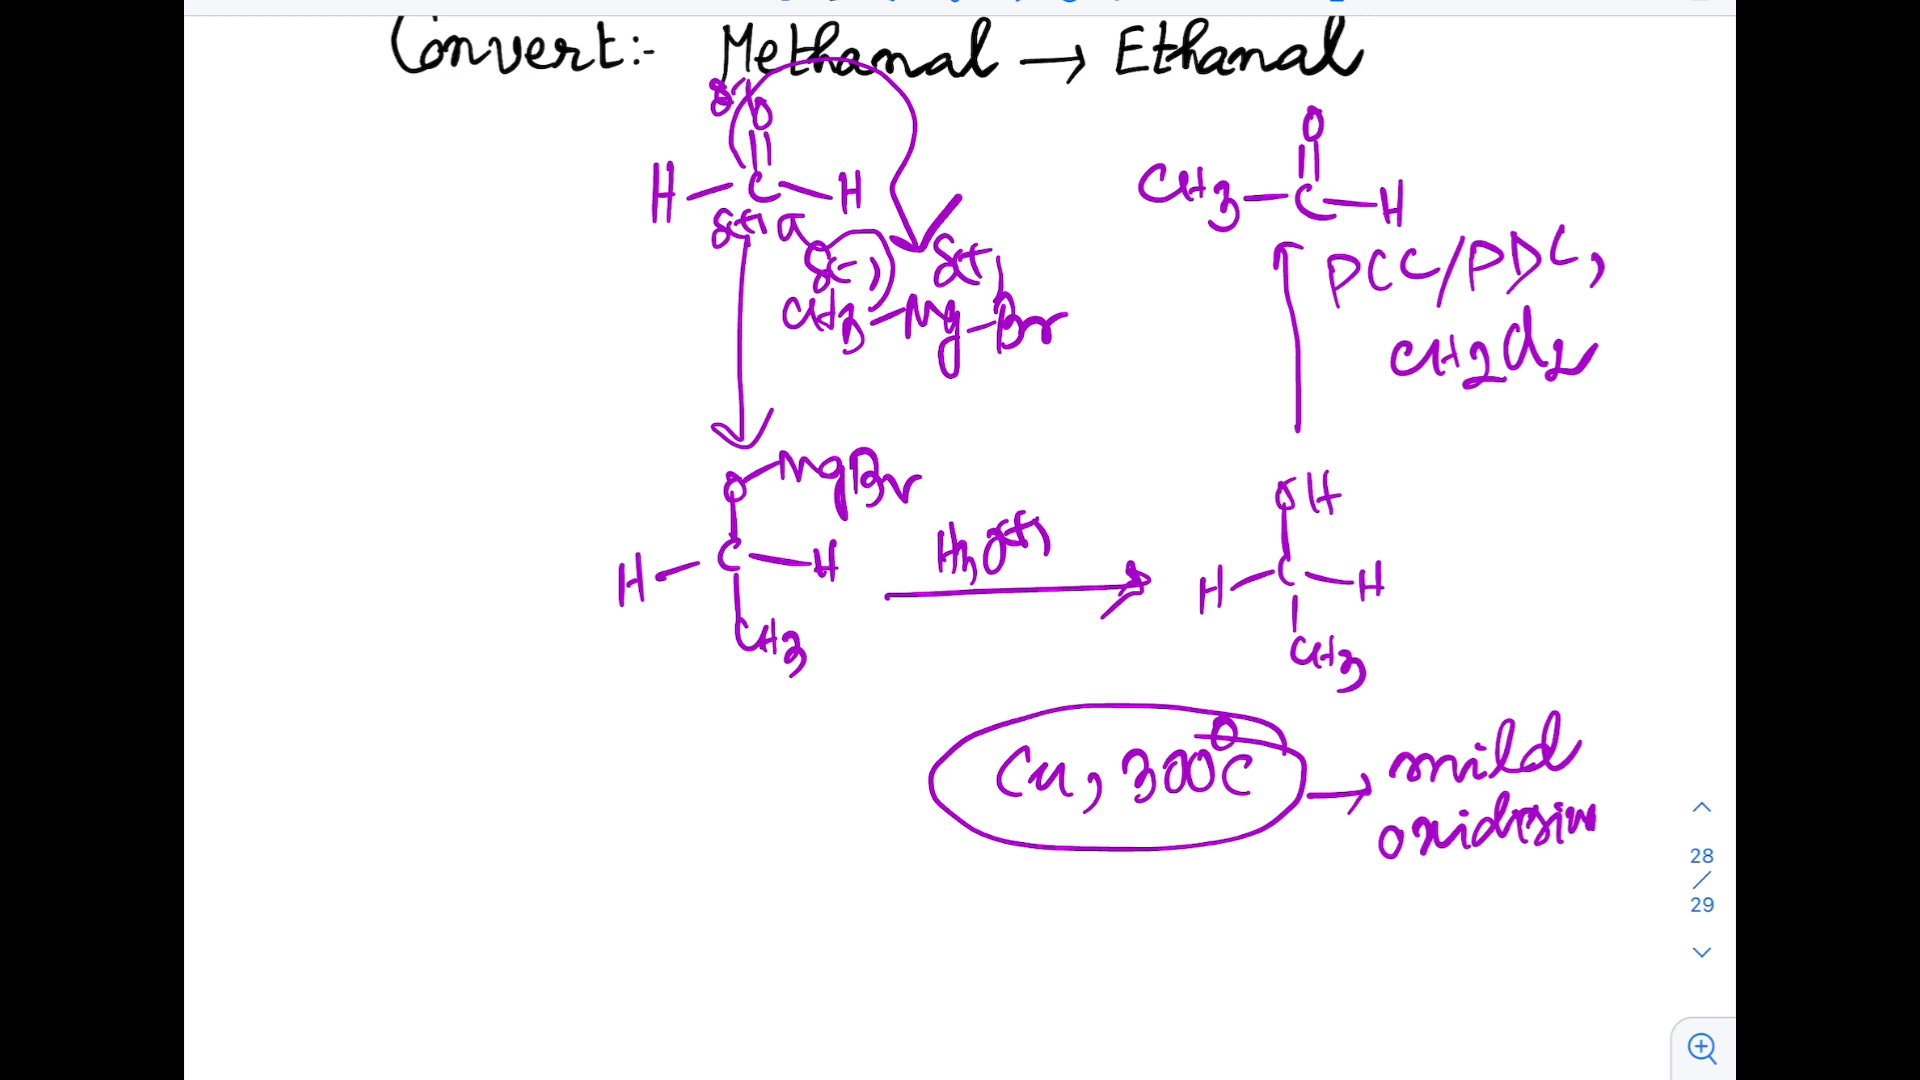 Convert:- Methanal → Ethanal
O
H-C-H
δ(+)
δ(-) δ(+)
CH3-Mg-Br
O
CH3-C-H
PCC/PDC,
CH2Cl2
O-MgBr
H-C-H
CH3
H3O(+)
OH
H-C-H
CH3
Cu, 300°C → mild
oxidation
28
/
29